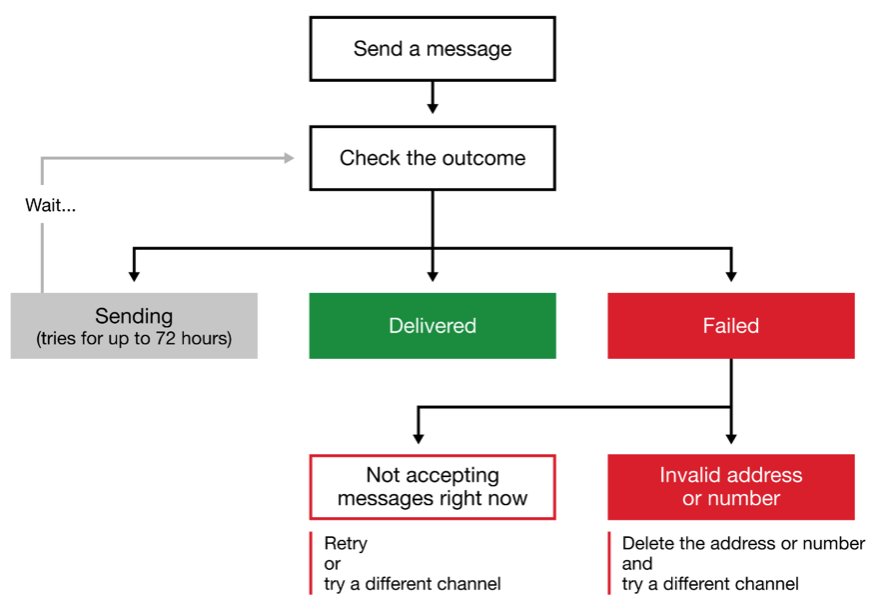 Send a message
Check the outcome
Wait...
Sending
(tries for up to 72 hours)
Delivered
Failed
Not accepting
messages right now
Invalid address
or number
Retry
or
try a different channel
Delete the address or number
and
try a different channel